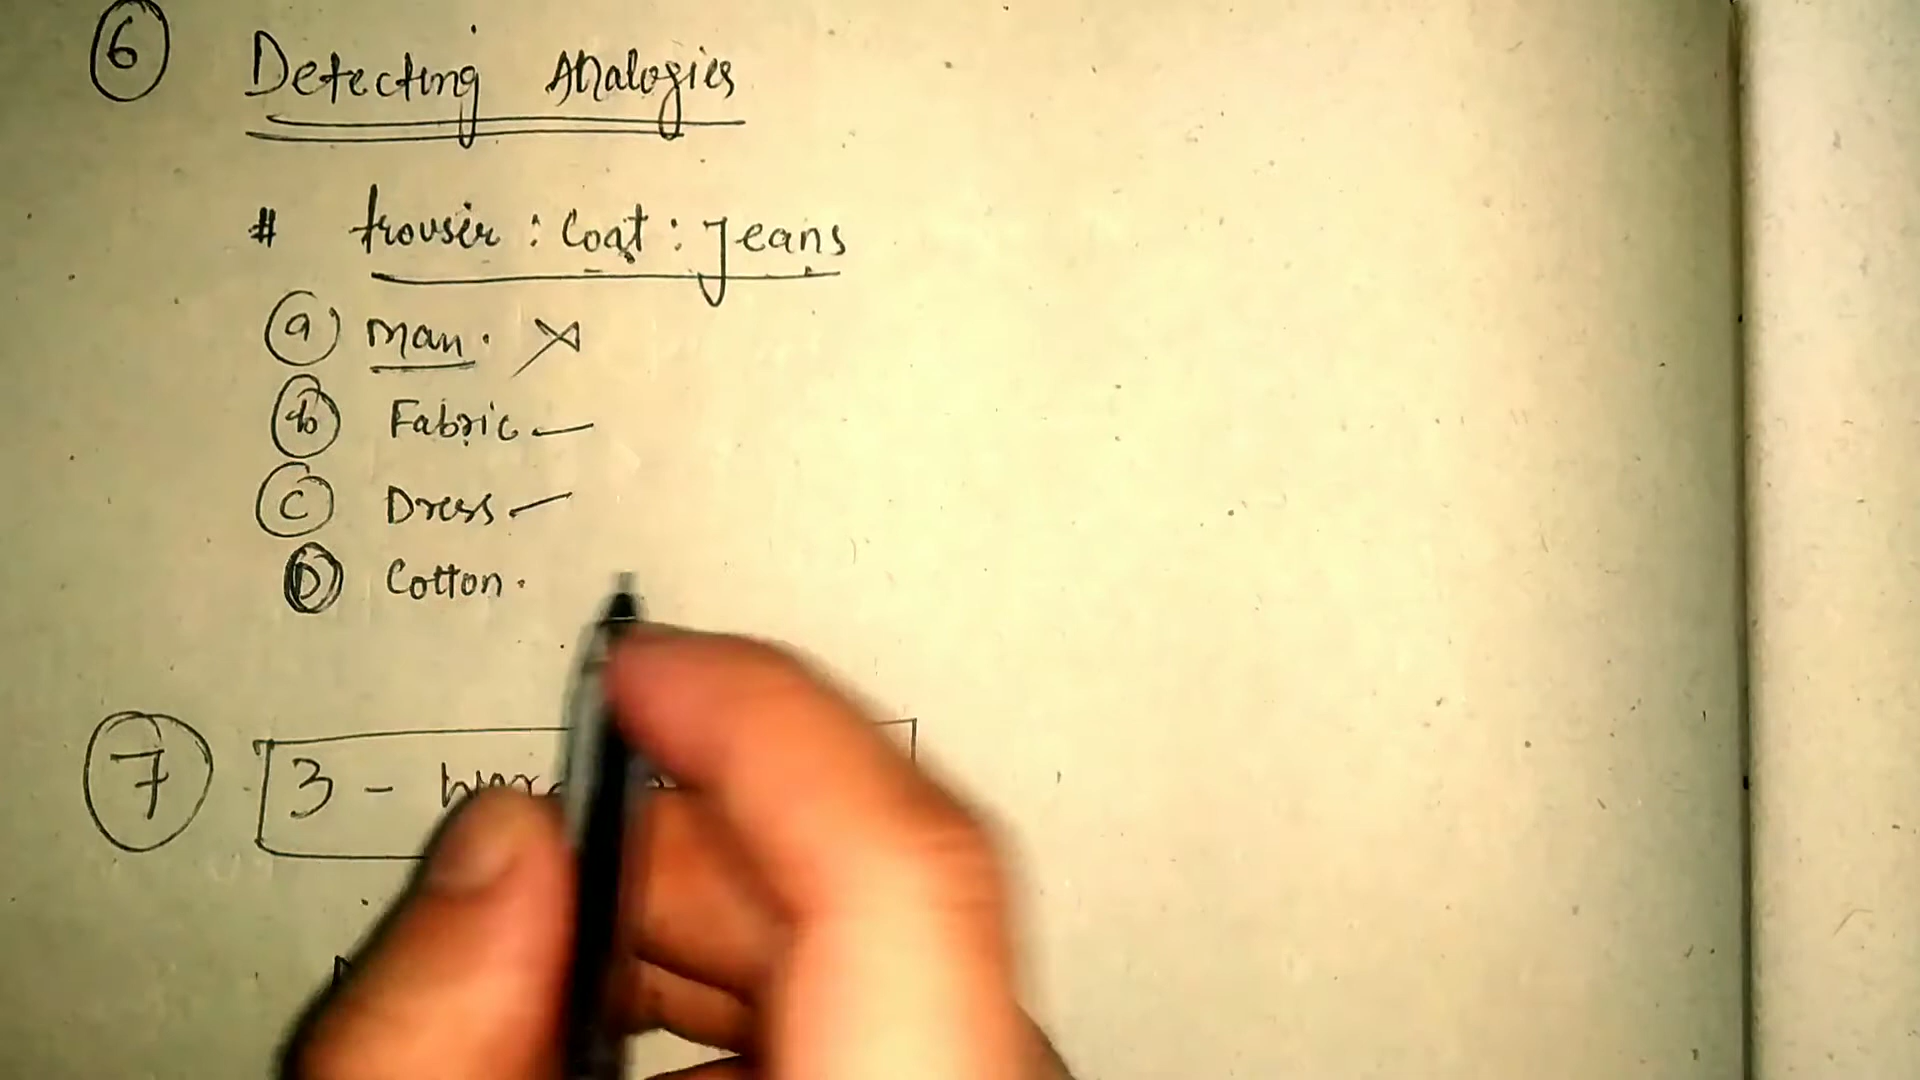 6 Detecting Analogies
# trouser : Coat : Jeans
a Man.
b Fabric
c Dress
D Cotton.
7 3 -